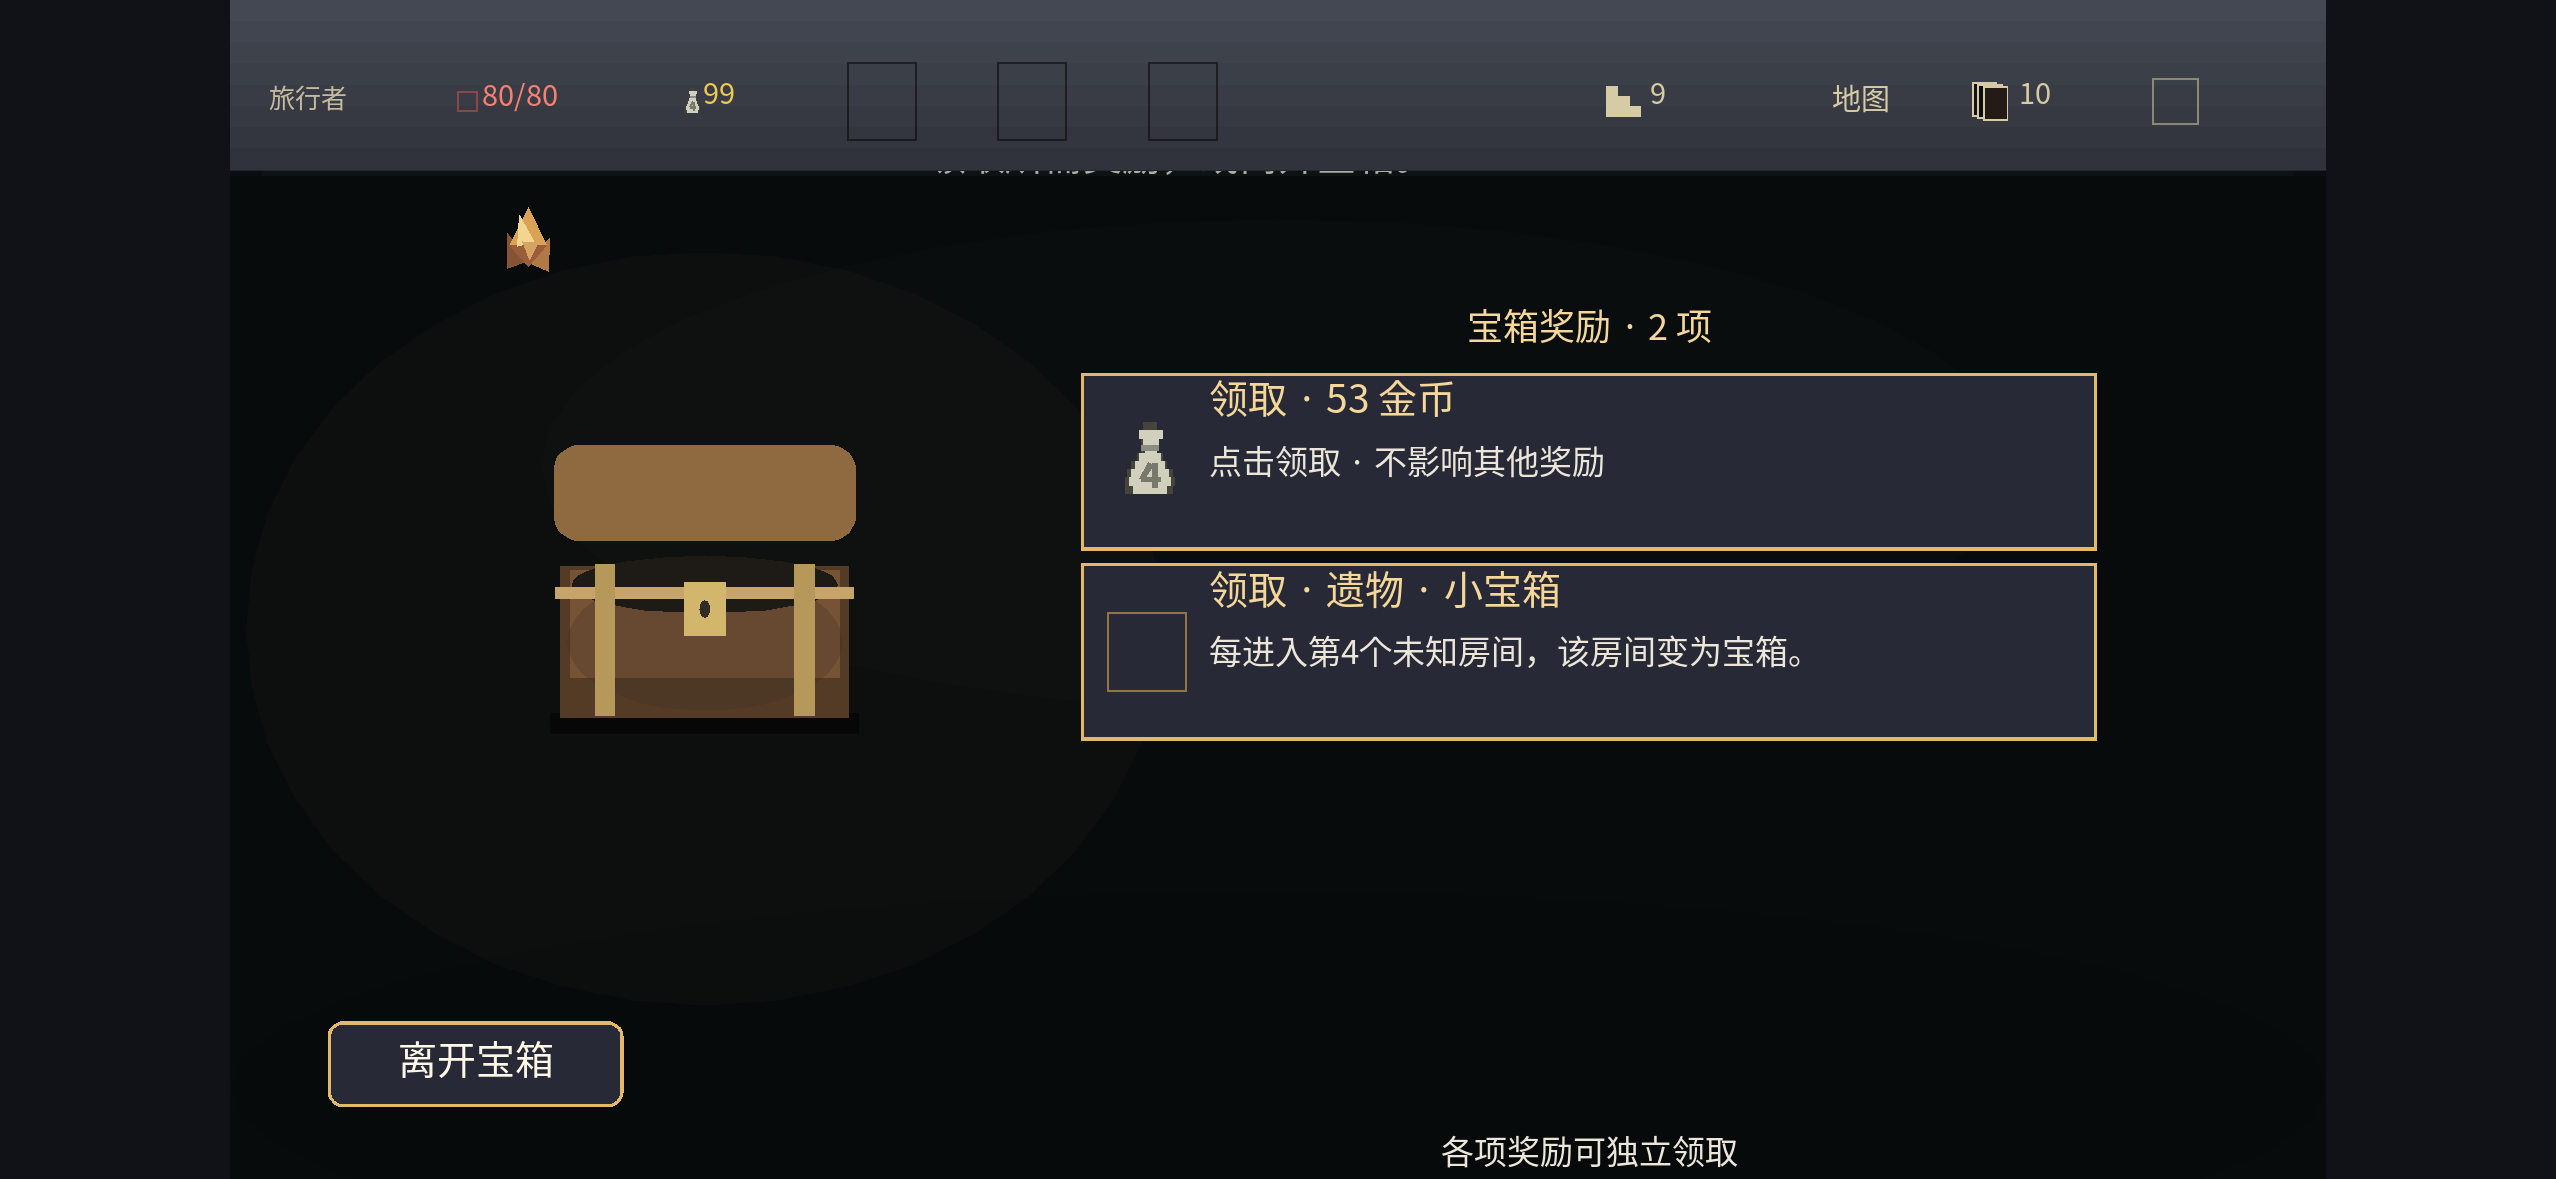 旅行者 80/80 99 9 地图 10
宝箱奖励 · 2 项
领取 · 53 金币
4
点击领取 · 不影响其他奖励
领取 · 遗物 · 小宝箱
每进入第4个未知房间，该房间变为宝箱。
离开宝箱
各项奖励可独立领取